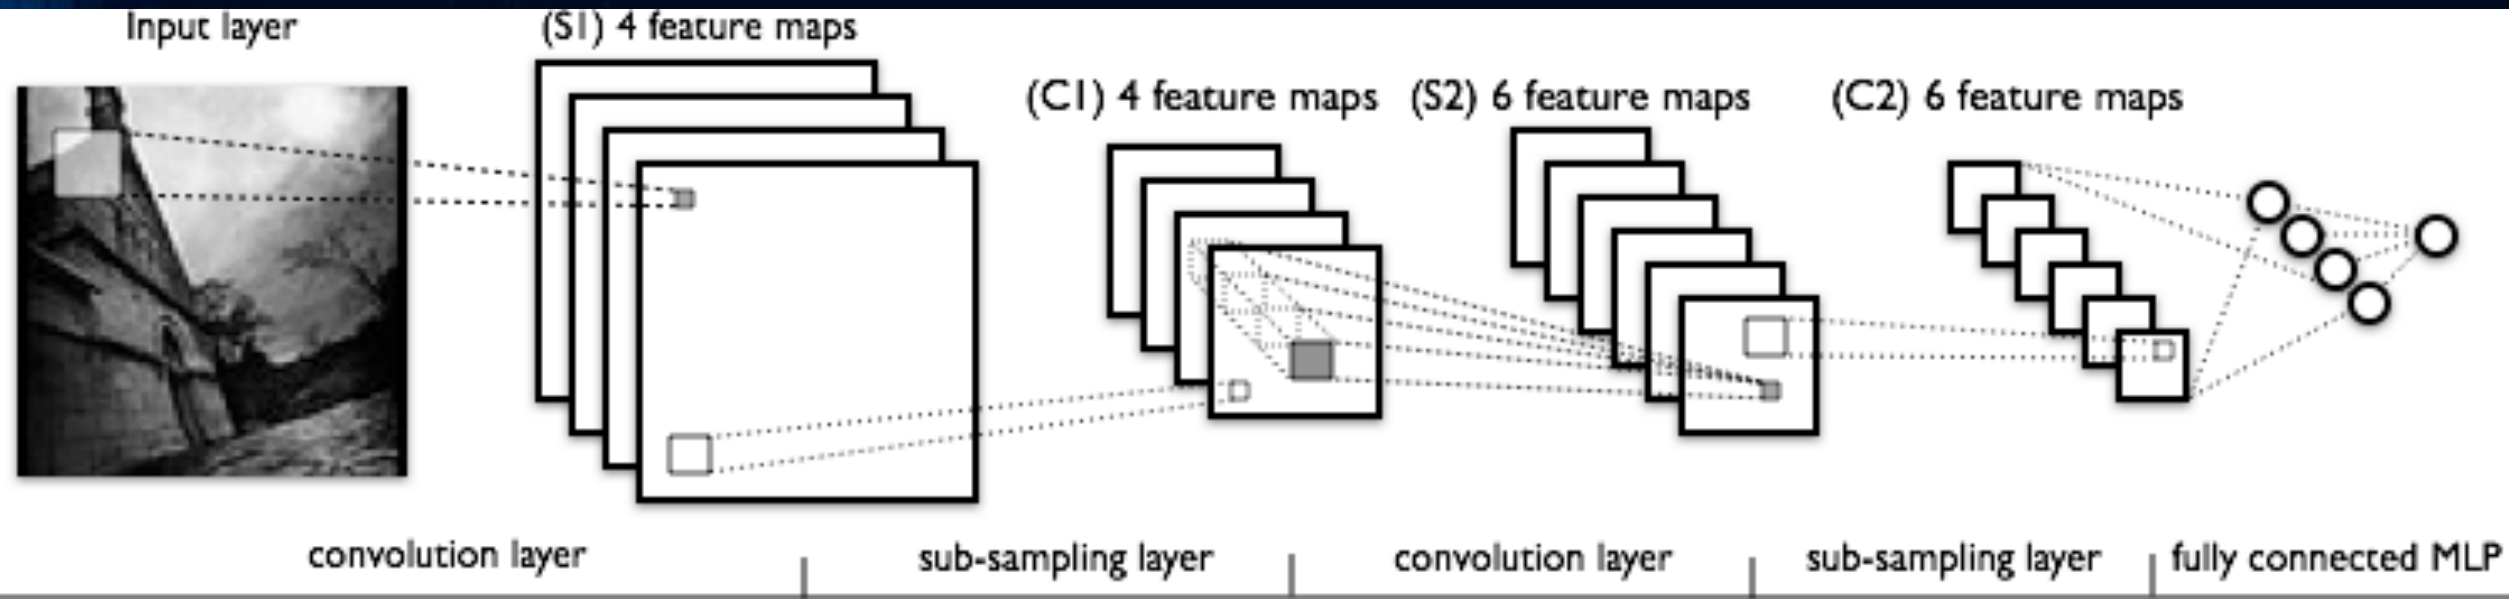 Input layer
(S1) 4 feature maps
(C1) 4 feature maps
(S2) 6 feature maps
(C2) 6 feature maps
convolution layer
sub-sampling layer
convolution layer
sub-sampling layer
fully connected MLP